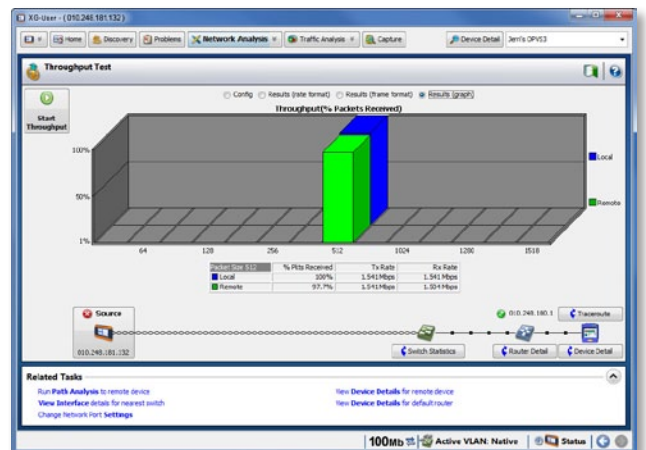 XG-User - ( 010.248.181.132 )
Home Discovery Problems Network Analysis Traffic Analysis Capture Device Detail Jerri's OPVS3
Throughput Test
Config Results (rate format) Results (frame format) Results (graph)
Start Throughput
Throughput(% Packets Received)
100%
50%
1%
64 128 256 512 1024 1280 1518
Local
Remote
Packet Size 512 % Pkts Received Tx Rate Rx Rate
Local 100% 1.541Mbps 1.541 Mbps
Remote 97.7% 1.541Mbps 1.504 Mbps
Source
010.248.181.132
010.248.180.1 Traceroute
Switch Statistics Router Detail Device Detail
Related Tasks
Run Path Analysis to remote device
View Device Details for remote device
View Interface details for nearest switch
View Device Details for default router
Change Network Port Settings
100Mb Active VLAN: Native Status